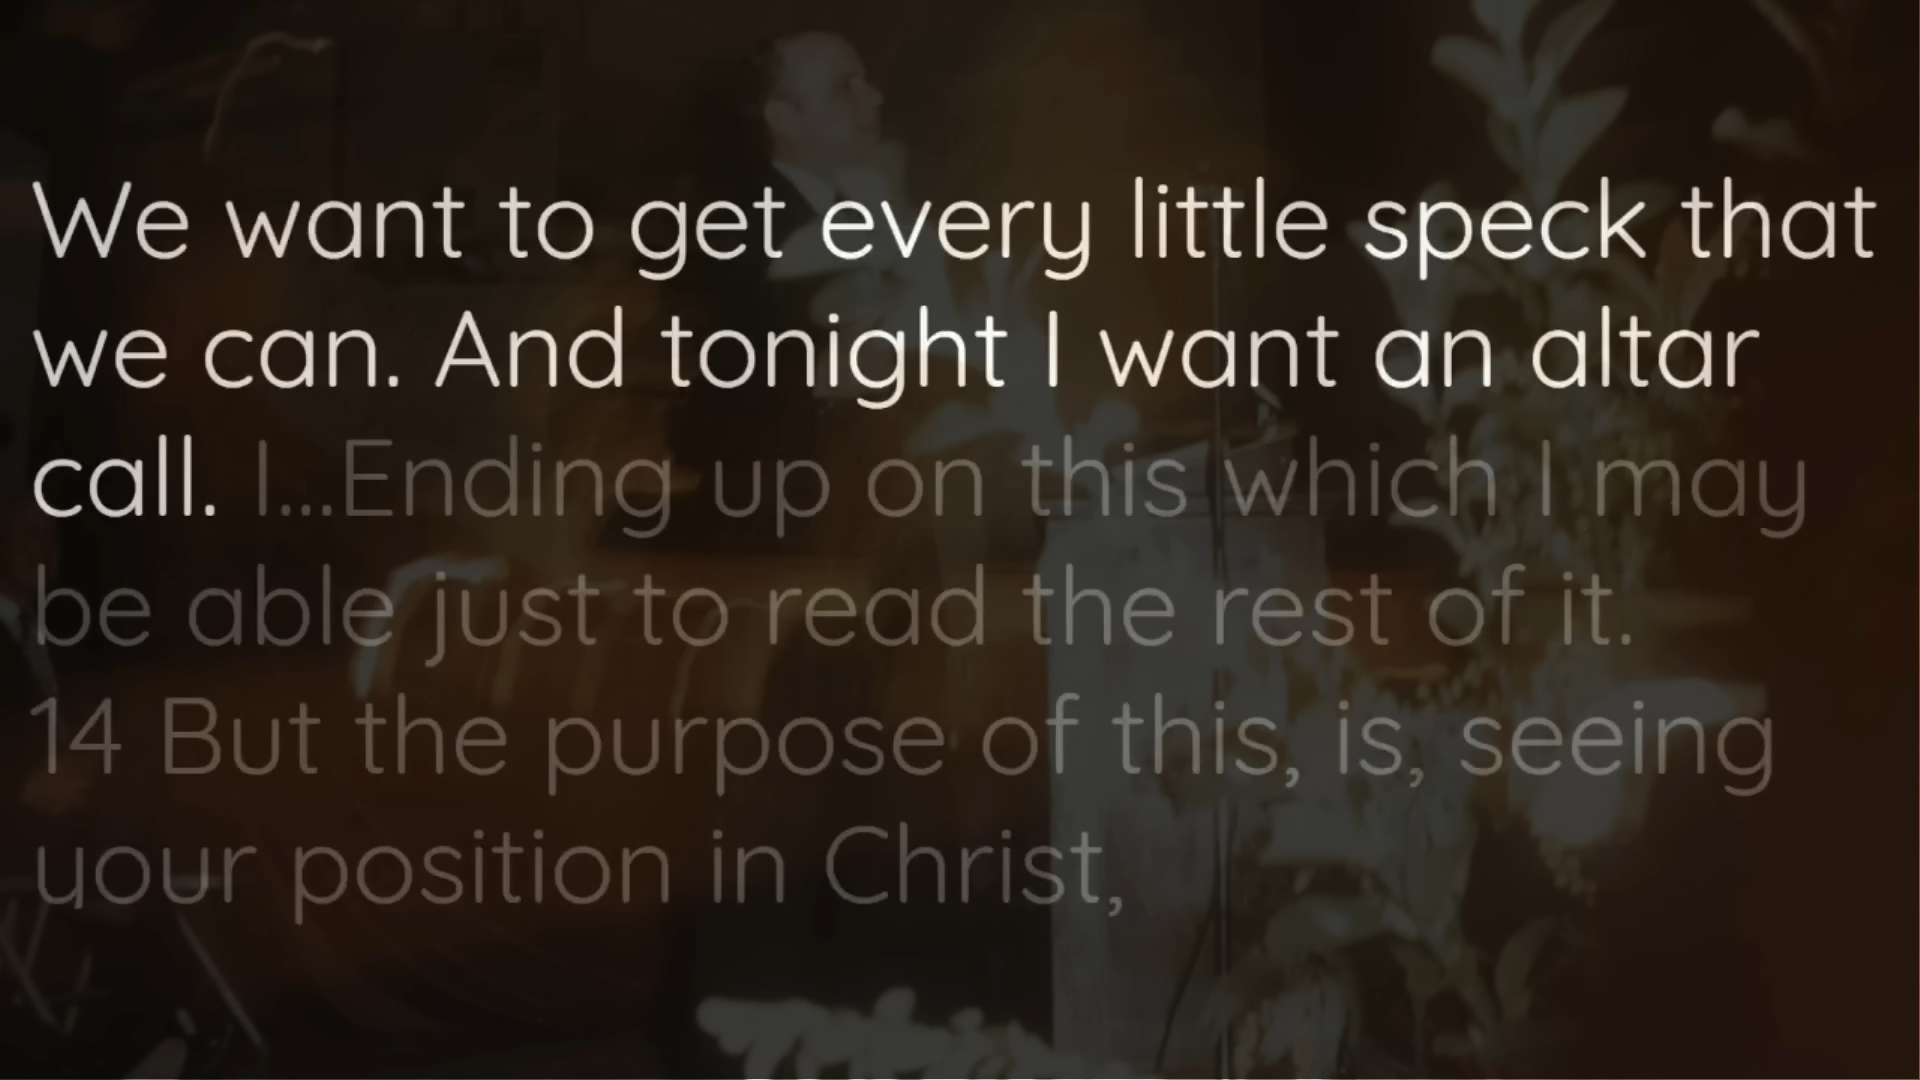 We want to get every little speck that
we can. And tonight I want an altar
call. I...Ending up on this which I may
be able just to read the rest of it.
14 But the purpose of this, is, seeing
your position in Christ,